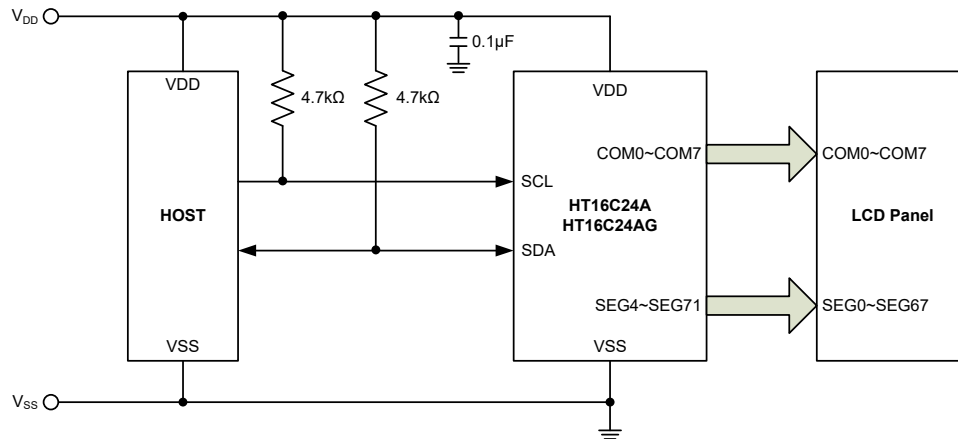 VDD
0.1μF
VDD
4.7kΩ
4.7kΩ
VDD
COM0~COM7
COM0~COM7
SCL
HOST
HT16C24A
HT16C24AG
LCD Panel
SDA
SEG4~SEG71
SEG0~SEG67
VSS
VSS
VSS